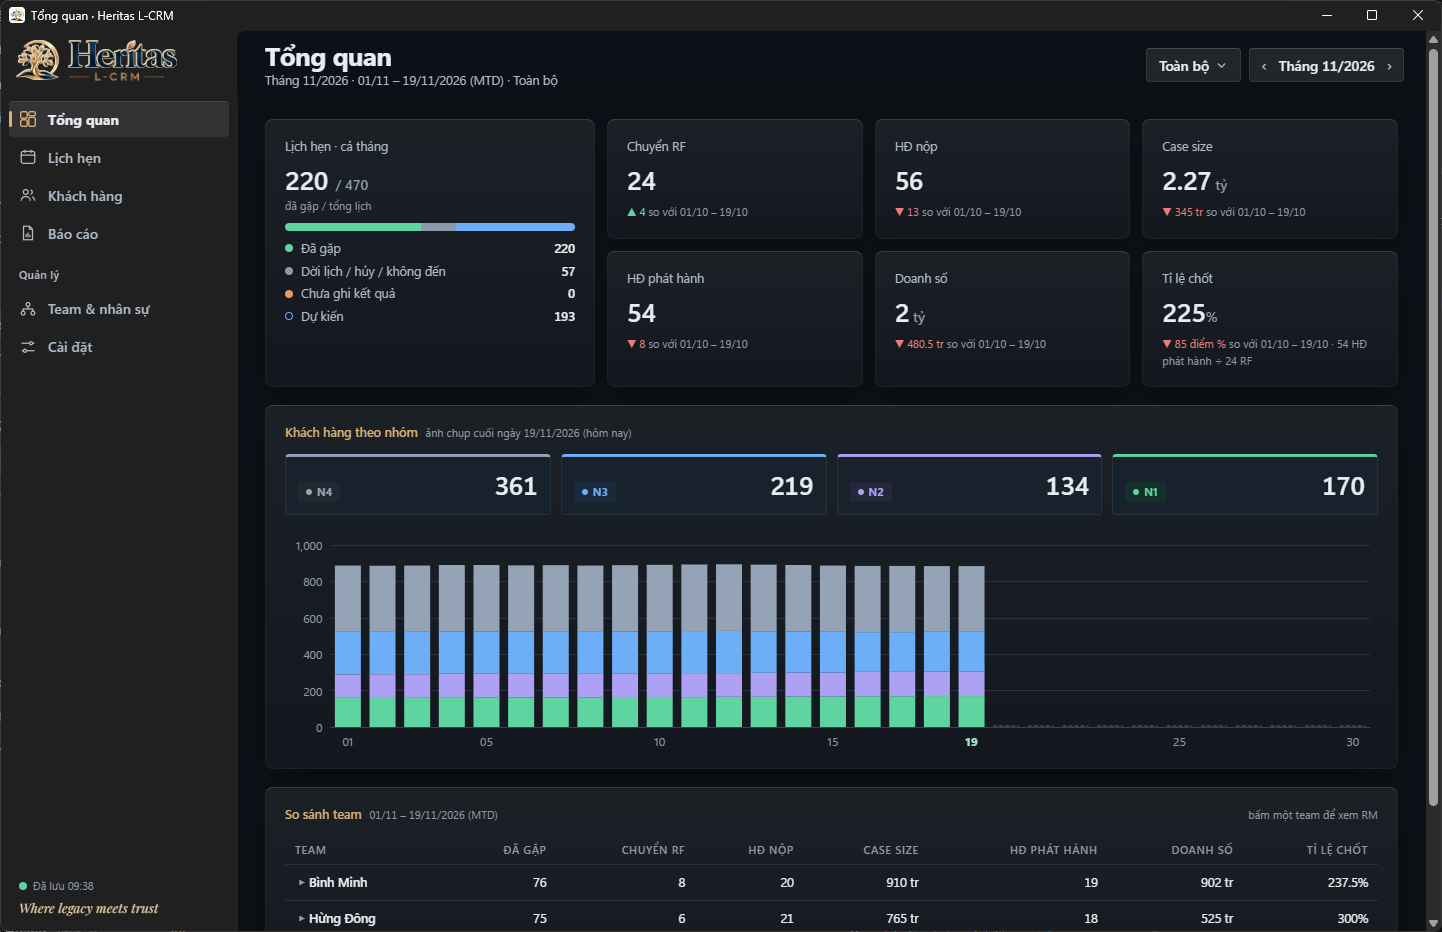 Tổng quan · Heritas L-CRM
Heritas
L-CRM
Tổng quan
Lịch hẹn
Khách hàng
Báo cáo
Quản lý
Team & nhân sự
Cài đặt
Đã lưu 09:38
Where legacy meets trust
Tổng quan
Tháng 11/2026 · 01/11 – 19/11/2026 (MTD) · Toàn bộ
Toàn bộ
‹ Tháng 11/2026 ›
Lịch hẹn · cả tháng
220 / 470
đã gặp / tổng lịch
Đã gặp 220
Dời lịch / hủy / không đến 57
Chưa ghi kết quả 0
Dự kiến 193
Chuyển RF
24
▲ 4 so với 01/10 – 19/10
HĐ nộp
56
▼ 13 so với 01/10 – 19/10
Case size
2.27 tỷ
▼ 345 tr so với 01/10 – 19/10
HĐ phát hành
54
▼ 8 so với 01/10 – 19/10
Doanh số
2 tỷ
▼ 480.5 tr so với 01/10 – 19/10
Tỉ lệ chốt
225%
▼ 85 điểm % so với 01/10 – 19/10 · 54 HĐ
phát hành ÷ 24 RF
Khách hàng theo nhóm ảnh chụp cuối ngày 19/11/2026 (hôm nay)
N4 361
N3 219
N2 134
N1 170
1,000
800
600
400
200
0
01 05 10 15 19 25 30
So sánh team 01/11 – 19/11/2026 (MTD) bấm một team để xem RM
TEAM ĐÃ GẶP CHUYỂN RF HĐ NỘP CASE SIZE HĐ PHÁT HÀNH DOANH SỐ TỈ LỆ CHỐT
▸ Bình Minh 76 8 20 910 tr 19 902 tr 237.5%
▸ Hừng Đông 75 6 21 765 tr 18 525 tr 300%